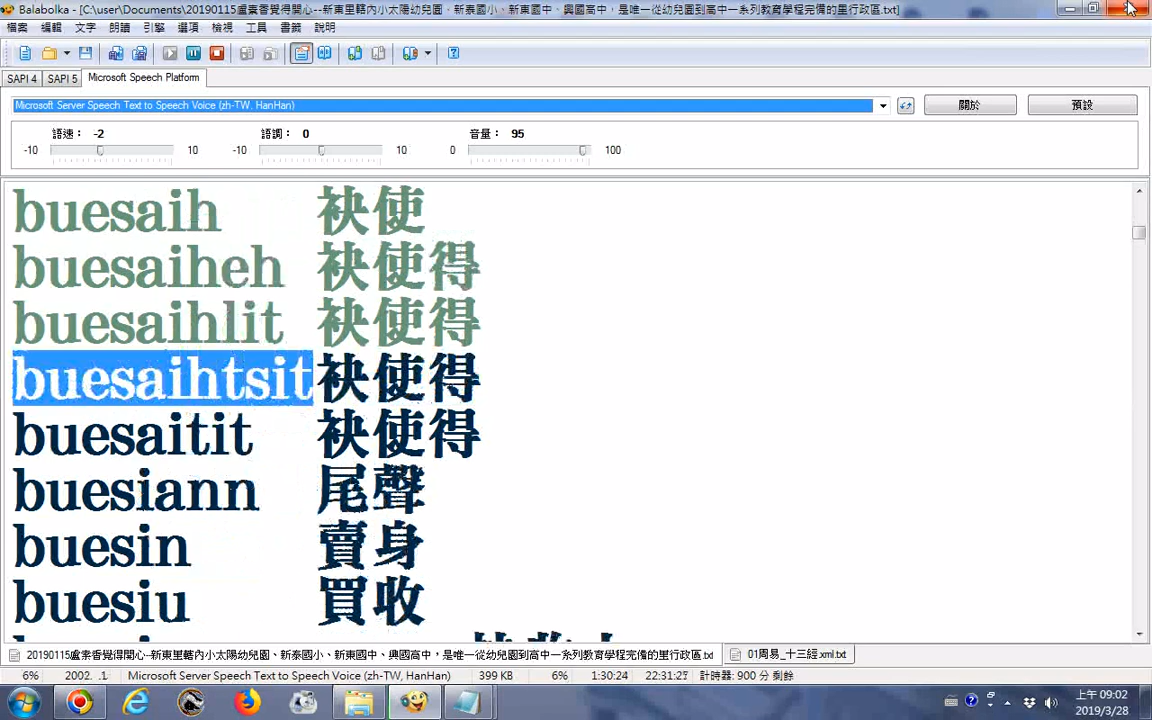 Balabolka - [C:\user\Documents\20190115盧素香覺得開心--新東里轄內小太陽幼兒園、新泰國小、新東國中、興國高中，是唯一從幼兒園到高中一系列教育學程完備的里行政區.txt]
檔案 編輯 文字 朗讀 引擎 選項 檢視 工具 書籤 說明
SAPI 4 SAPI 5 Microsoft Speech Platform
Microsoft Server Speech Text to Speech Voice (zh-TW, HanHan) 關於 預設
語速： -2 語調： 0 音量： 95
-10 10 -10 10 0 100
buesaih 袂使
buesaiheh 袂使得
buesaihlit 袂使得
buesaihtsit 袂使得
buesaitit 袂使得
buesiann 尾聲
buesin 賣身
buesiu 買收
20190115盧素香覺得開心--新東里轄內小太陽幼兒園、新泰國小、新東國中、興國高中，是唯一從幼兒園到高中一系列教育學程完備的里行政區.txt 01周易_十三經.xml.txt
6% 2002. .1 Microsoft Server Speech Text to Speech Voice (zh-TW, HanHan) 399 KB 6% 1:30:24 22:31:27 計時器： 900 分 剩餘
上午 09:02
2019/3/28